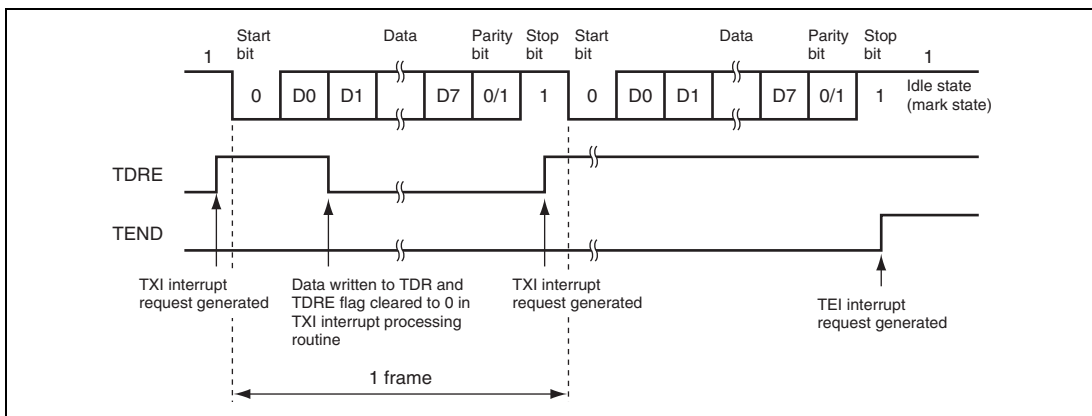 1
Start bit
Data
Parity bit
Stop bit
Start bit
Data
Parity bit
Stop bit
1
0 D0 D1 D7 0/1 1 0 D0 D1 D7 0/1 1
Idle state
(mark state)
TDRE
TEND
TXI interrupt
request generated
Data written to TDR and
TDRE flag cleared to 0 in
TXI interrupt processing
routine
TXI interrupt
request generated
TEI interrupt
request generated
1 frame